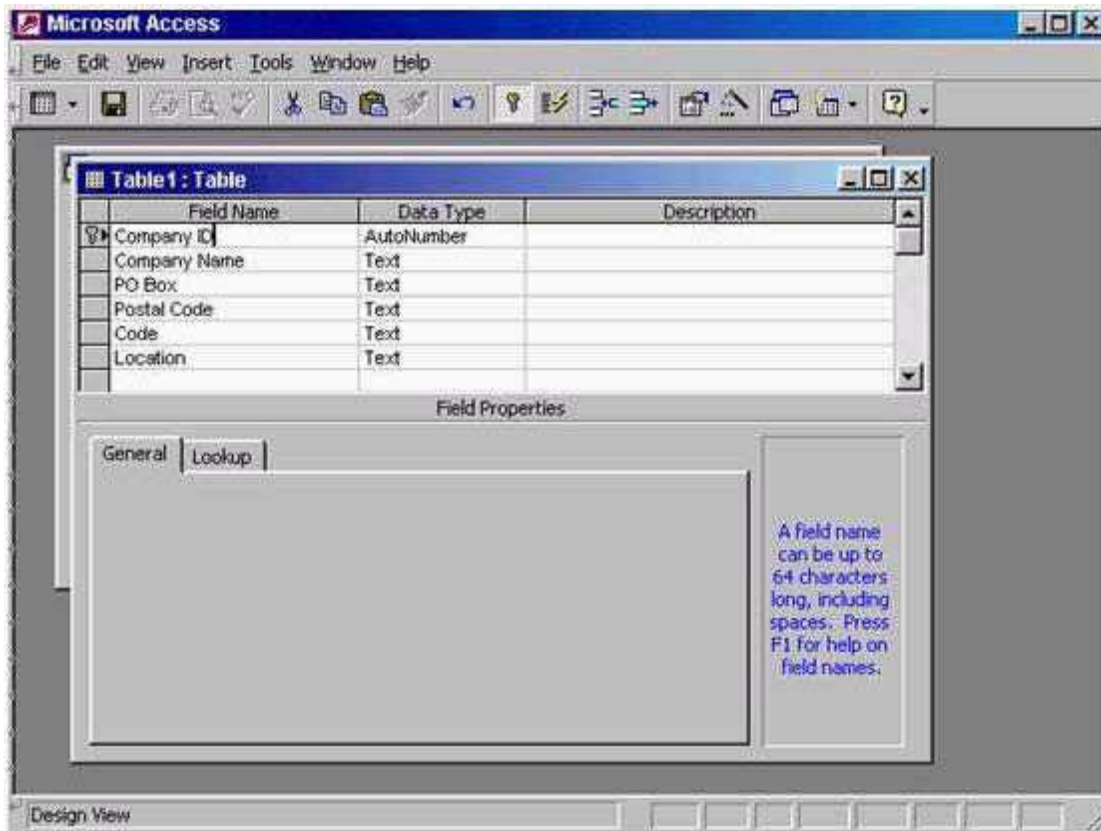 Microsoft Access
File Edit View Insert Tools Window Help
Table1 : Table
Field Name Data Type Description
Company ID AutoNumber
Company Name Text
PO Box Text
Postal Code Text
Code Text
Location Text
Field Properties
General Lookup
A field name
can be up to
64 characters
long, including
spaces. Press
F1 for help on
field names.
Design View